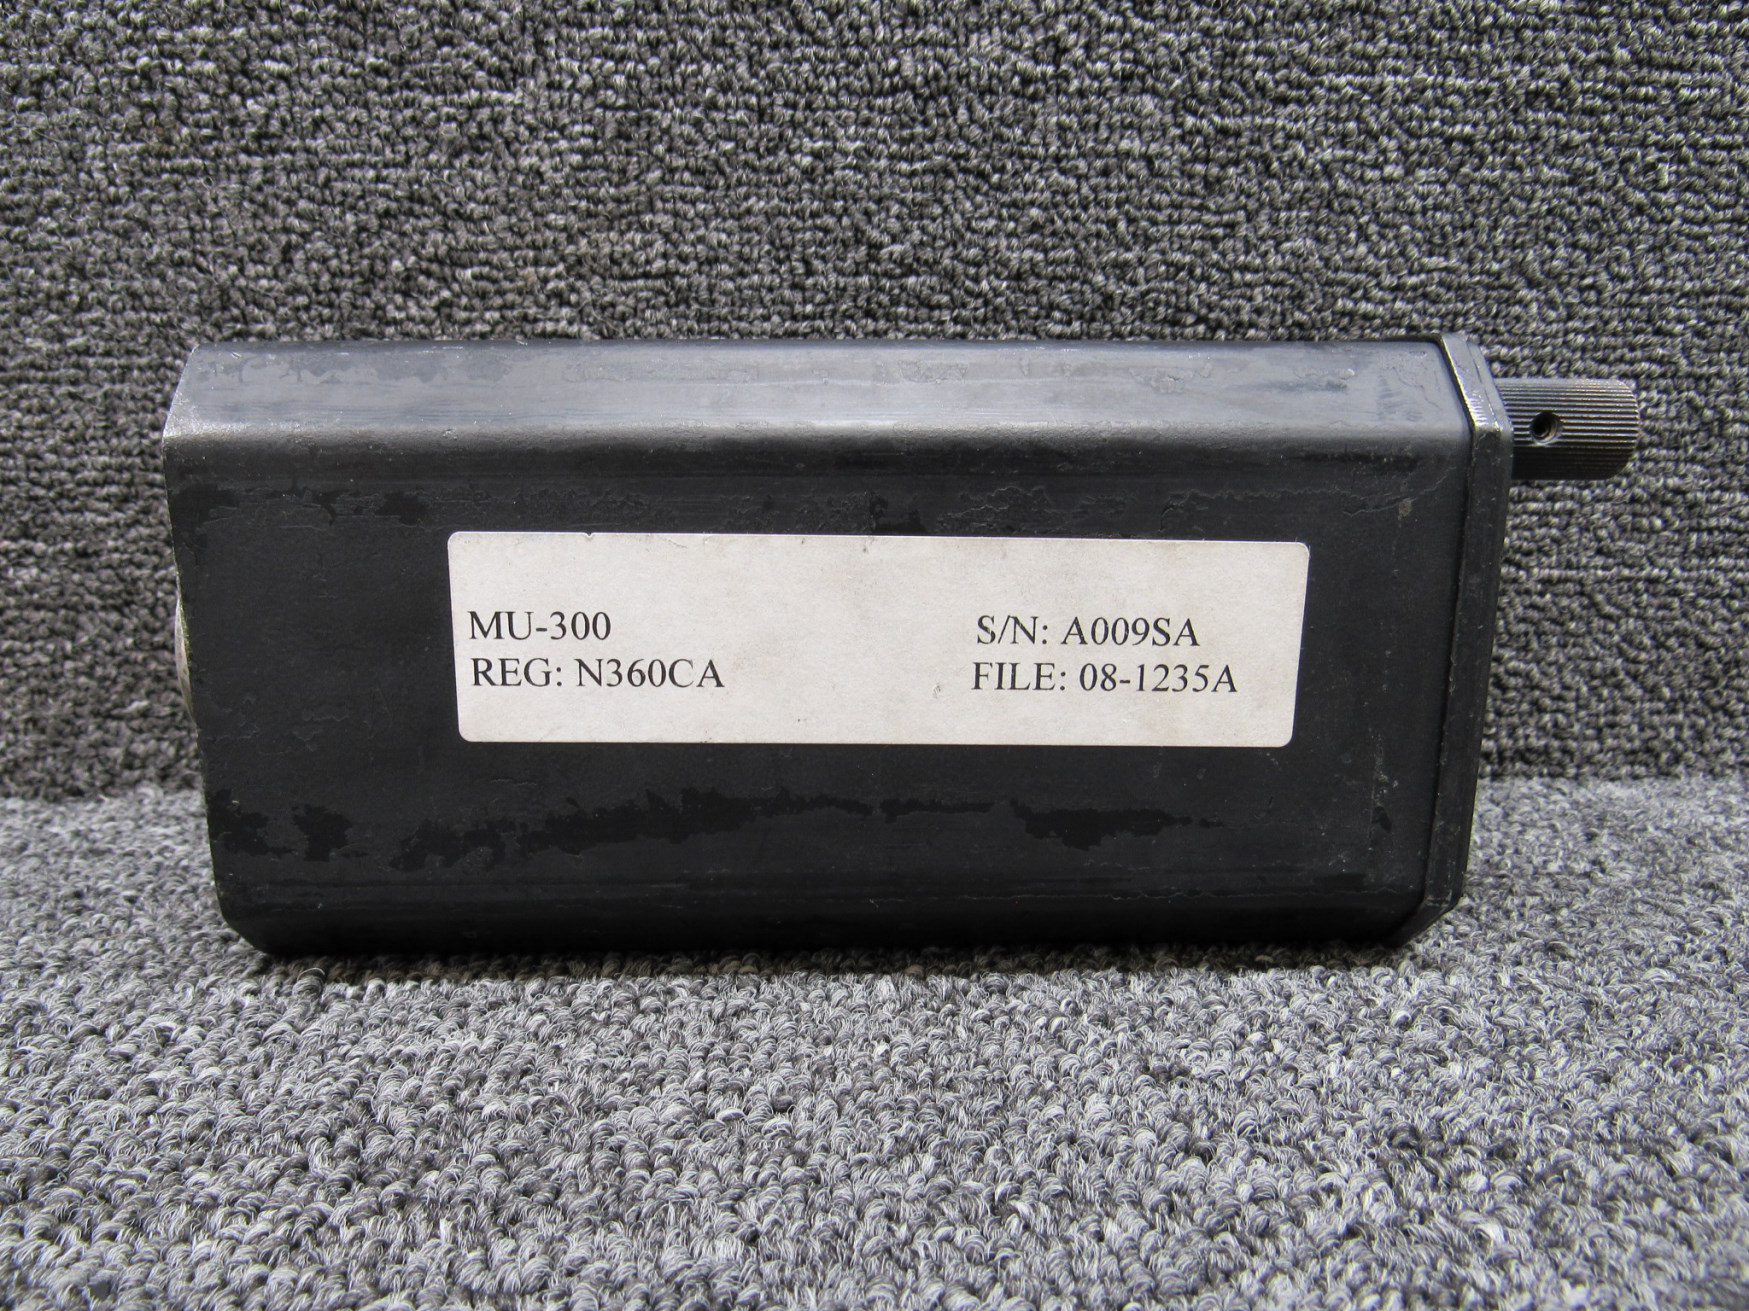 MU-300 S/N: A009SA
REG: N360CA FILE: 08-1235A